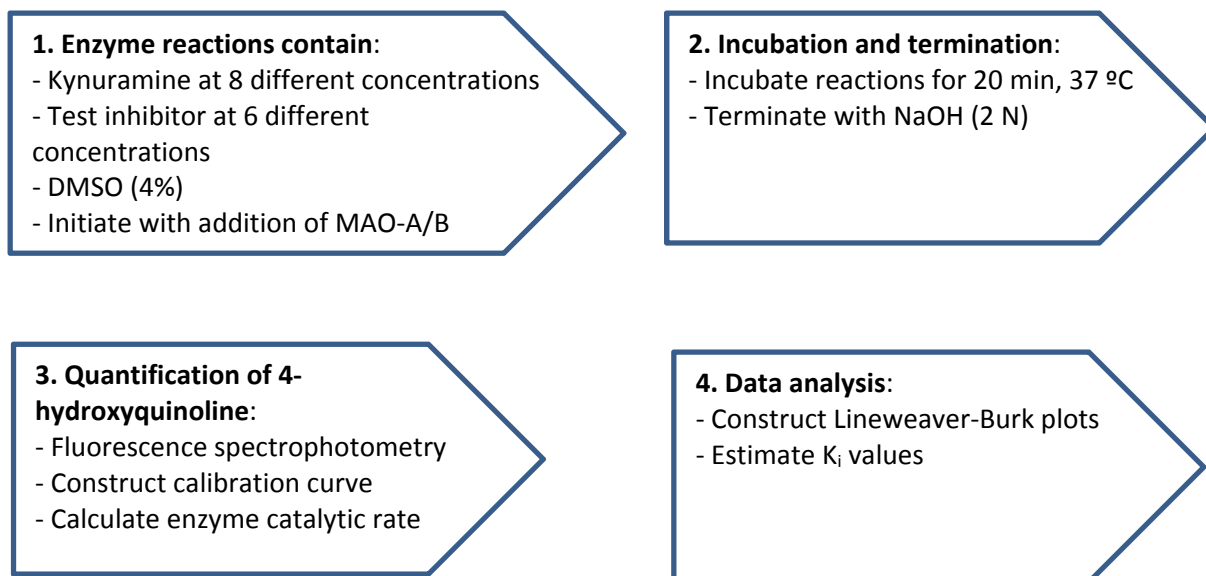 1. Enzyme reactions contain:
- Kynuramine at 8 different concentrations
- Test inhibitor at 6 different
concentrations
- DMSO (4%)
- Initiate with addition of MAO-A/B
2. Incubation and termination:
- Incubate reactions for 20 min, 37 ºC
- Terminate with NaOH (2 N)
3. Quantification of 4-
hydroxyquinoline:
- Fluorescence spectrophotometry
- Construct calibration curve
- Calculate enzyme catalytic rate
4. Data analysis:
- Construct Lineweaver-Burk plots
- Estimate Kᵢ values